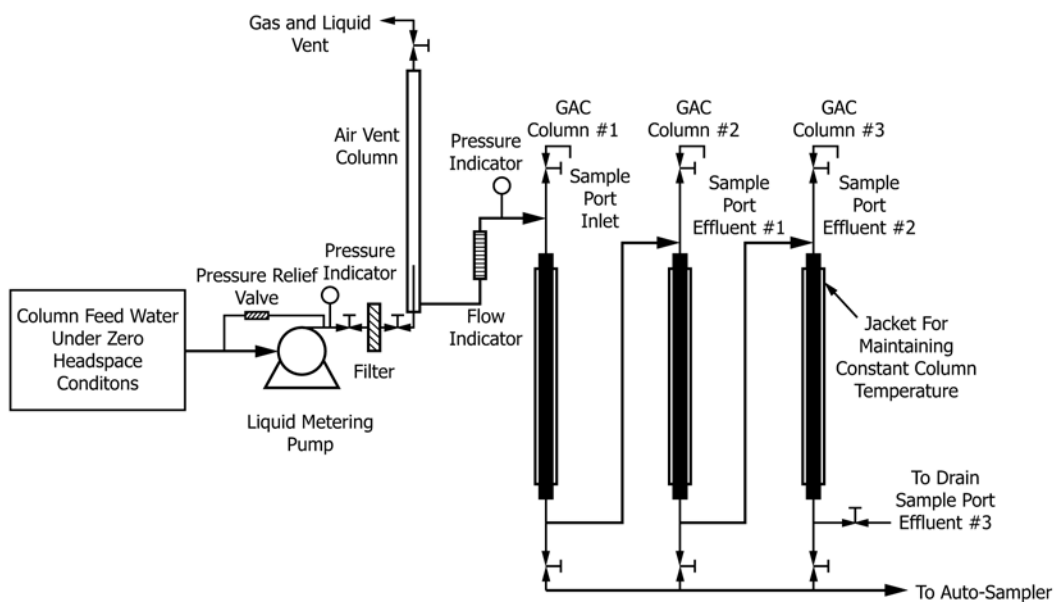 Gas and Liquid
Vent
Air Vent
Column
Pressure
Indicator
GAC
Column #1
GAC
Column #2
GAC
Column #3
Sample
Port
Inlet
Sample
Port
Effluent #1
Sample
Port
Effluent #2
Pressure
Indicator
Pressure Relief
Valve
Column Feed Water
Under Zero
Headspace
Conditons
Filter
Flow
Indicator
Liquid Metering
Pump
Jacket For
Maintaining
Constant Column
Temperature
To Drain
Sample Port
Effluent #3
To Auto-Sampler